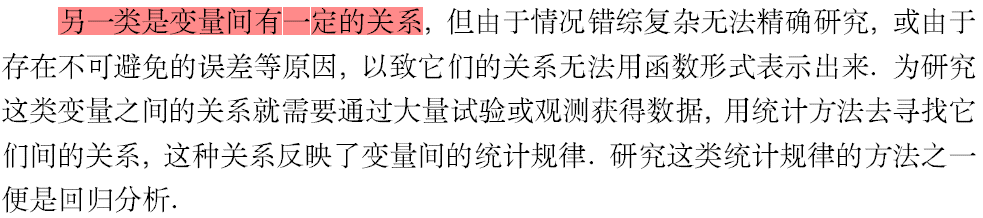 另一类是变量间有一定的关系, 但由于情况错综复杂无法精确研究, 或由于
存在不可避免的误差等原因, 以致它们的关系无法用函数形式表示出来. 为研究
这类变量之间的关系就需要通过大量试验或观测获得数据, 用统计方法去寻找它
们间的关系, 这种关系反映了变量间的统计规律. 研究这类统计规律的方法之一
便是回归分析.